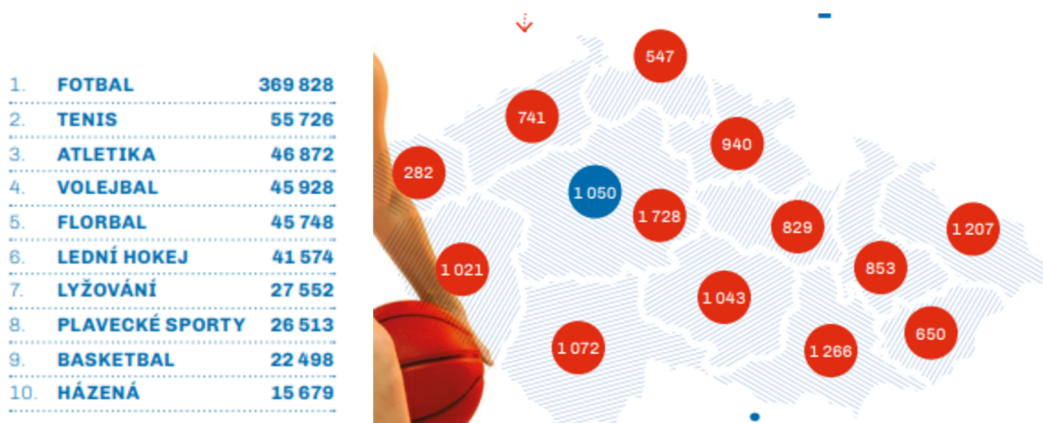 1. FOTBAL 369 828
2. TENIS 55 726
3. ATLETIKA 46 872
4. VOLEJBAL 45 928
5. FLORBAL 45 748
6. LEDNÍ HOKEJ 41 574
7. LYŽOVÁNÍ 27 552
8. PLAVECKÉ SPORTY 26 513
9. BASKETBAL 22 498
10. HÁZENÁ 15 679
547
741
940
282
1 050
1 728
829
1 207
1 021
853
1 043
650
1 072
1 266